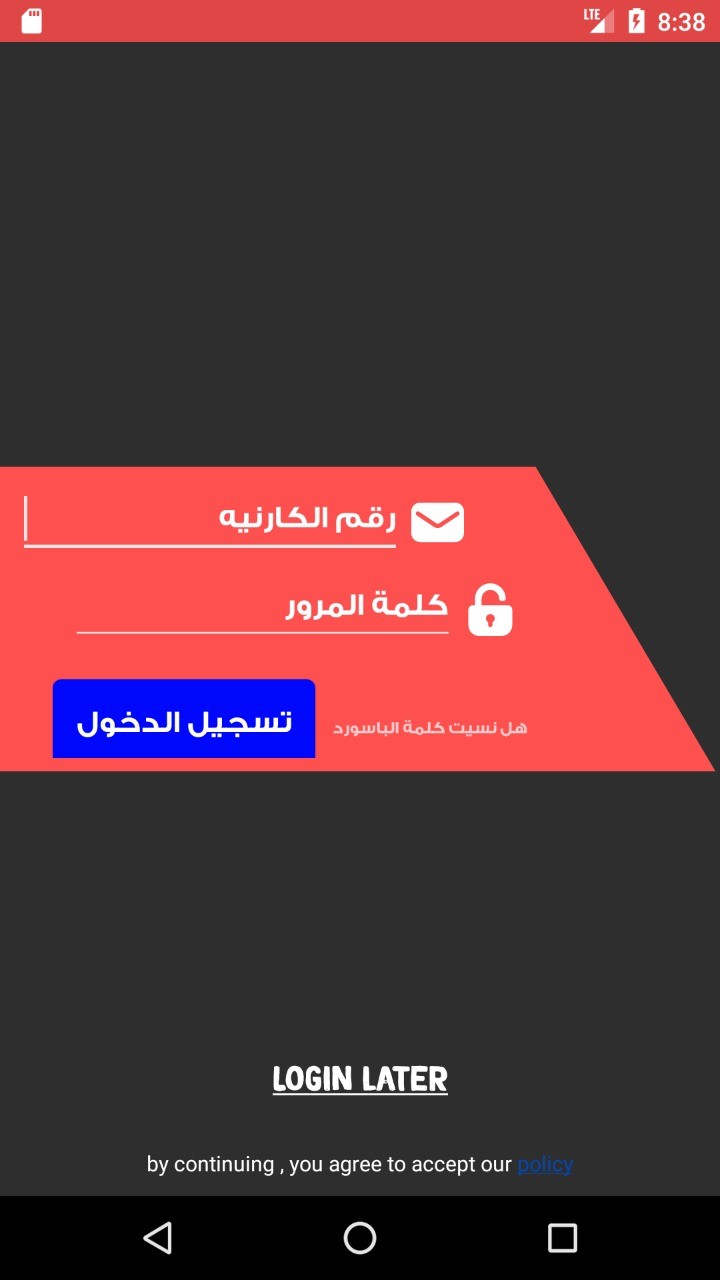 LTE 8:38
رقم الكارنيه
كلمة المرور
هل نسيت كلمة الباسورد
تسجيل الدخول
LOGIN LATER
by continuing , you agree to accept our policy